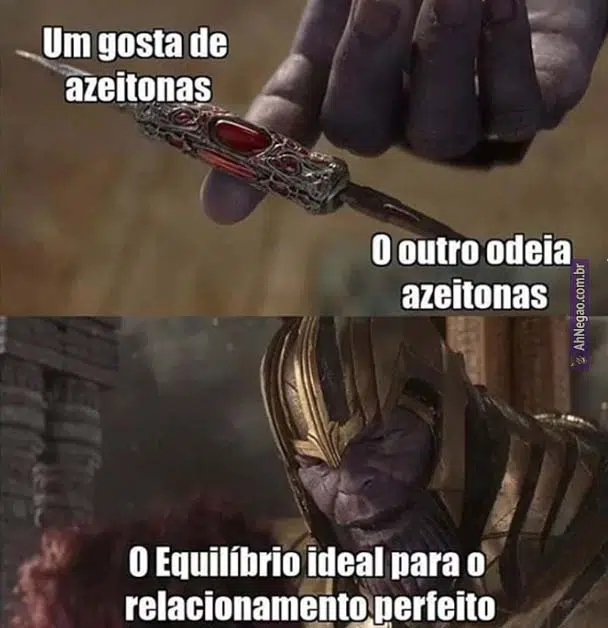 Um gosta de
azeitonas
O outro odeia
azeitonas
AhNegao.com.br
O Equilíbrio ideal para o
relacionamento perfeito